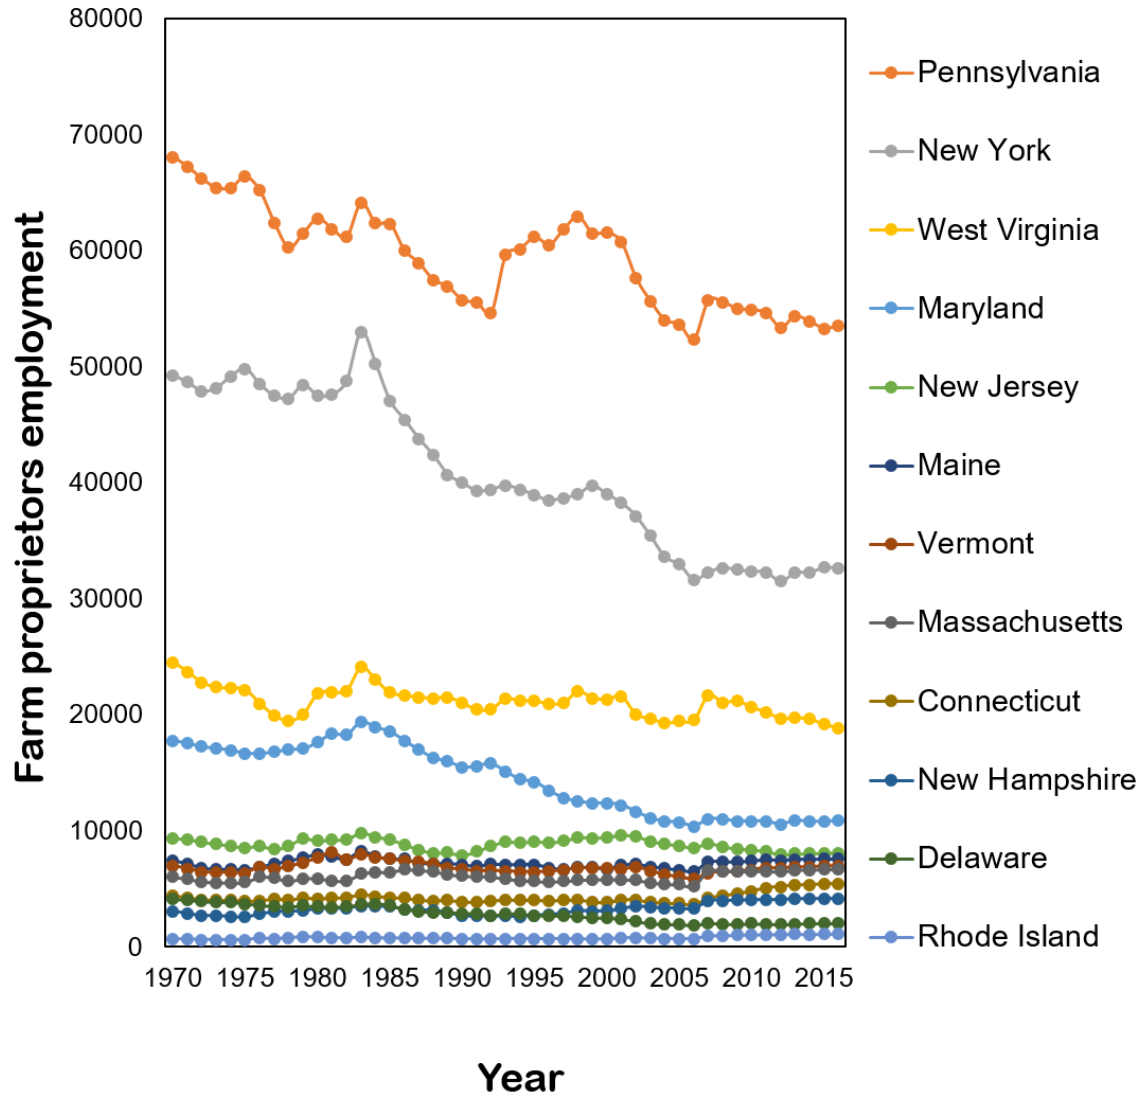 Farm proprietors employment
80000
70000
60000
50000
40000
30000
20000
10000
0
1970 1975 1980 1985 1990 1995 2000 2005 2010 2015
Year
Pennsylvania
New York
West Virginia
Maryland
New Jersey
Maine
Vermont
Massachusetts
Connecticut
New Hampshire
Delaware
Rhode Island